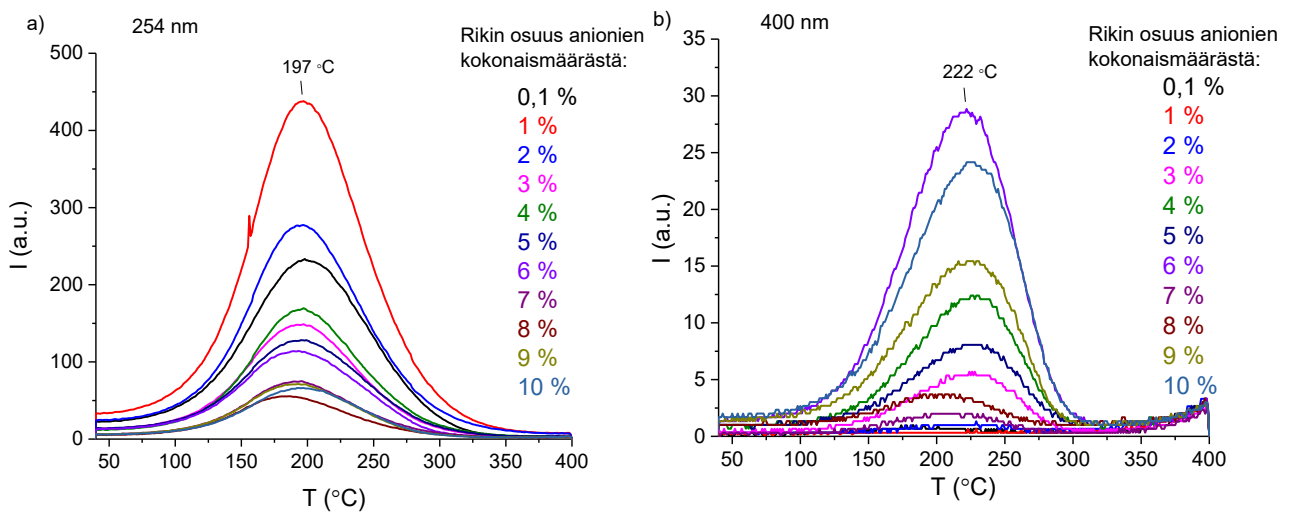 a)
254 nm
Rikin osuus anionien
kokonaismäärästä:
0,1 %
1 %
2 %
3 %
4 %
5 %
6 %
7 %
8 %
9 %
10 %
197 °C
500
400
300
200
100
0
I (a.u.)
50 100 150 200 250 300 350 400
T (°C)
b)
400 nm
Rikin osuus anionien
kokonaismäärästä:
0,1 %
1 %
2 %
3 %
4 %
5 %
6 %
7 %
8 %
9 %
10 %
222 °C
35
30
25
20
15
10
5
0
I (a.u.)
50 100 150 200 250 300 350 400
T (°C)